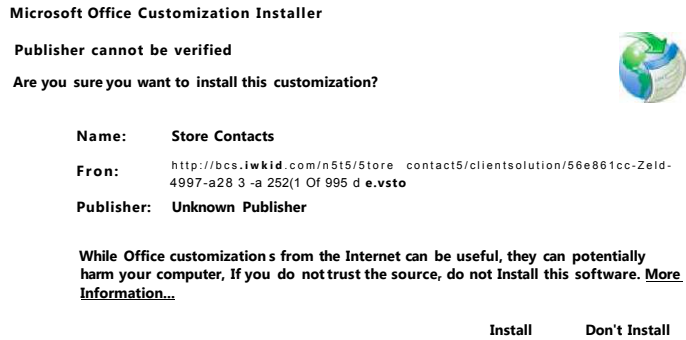 Microsoft Office Customization Installer
Publisher cannot be verified
Are you sure you want to install this customization?
Name: Store Contacts
Fron: http://bcs.iwkid.com/n5t5/5tore contact5/clientsolution/56e861cc-Zeld-
4997-a28 3 -a 252(1 Of 995 d e.vsto
Publisher: Unknown Publisher
While Office customization s from the Internet can be useful, they can potentially
harm your computer, If you do not trust the source, do not Install this software. More
Information...
Install Don't Install